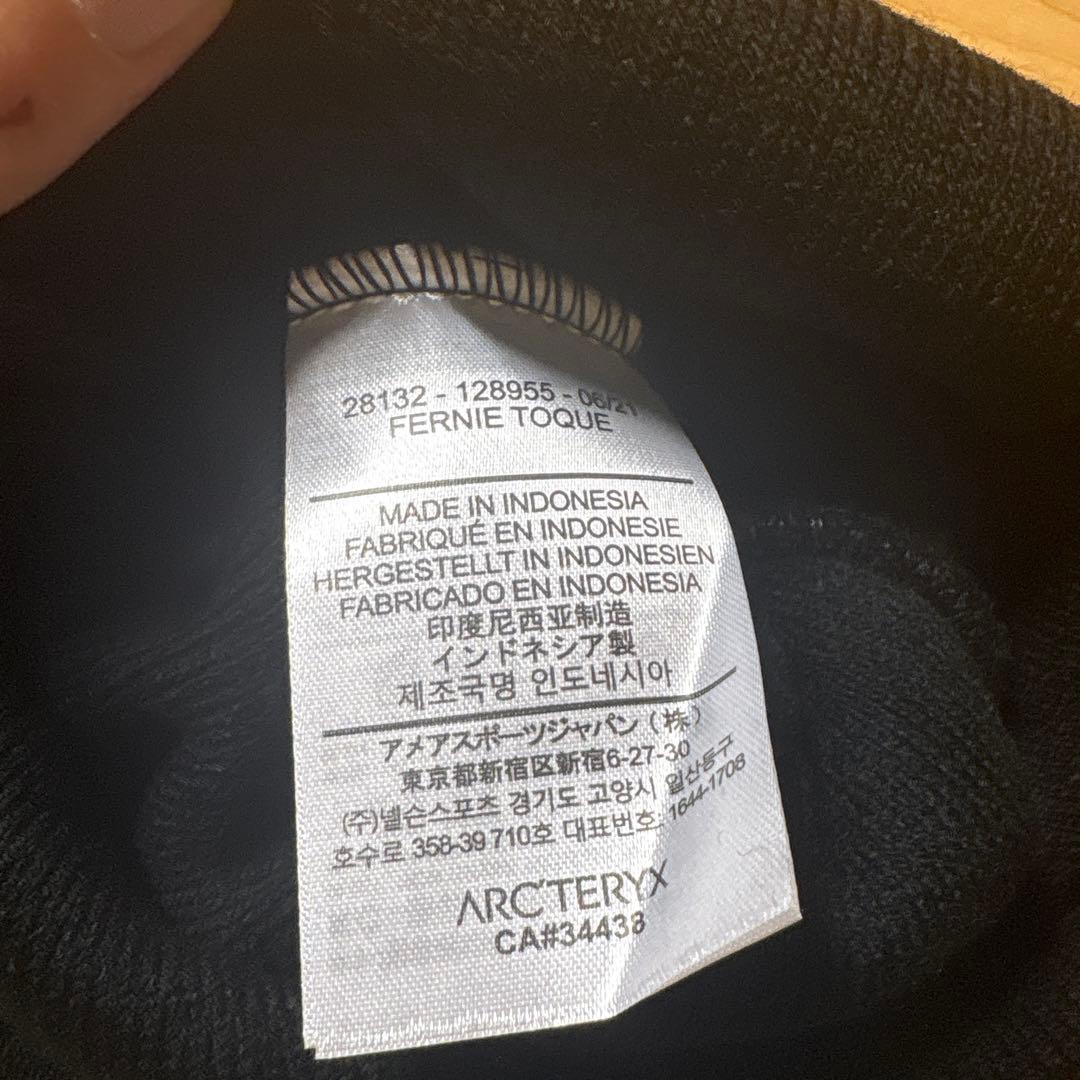 28132 - 128955 - 06/21
FERNIE TOQUE
MADE IN INDONESIA
FABRIQUÉ EN INDONESIE
HERGESTELLT IN INDONESIEN
FABRICADO EN INDONESIA
印度尼西亚制造
インドネシア製
제조국명 인도네시아
アメアスポーツジャパン（株）
東京都新宿区新宿6-27-30
(주)넬슨스포츠 경기도 고양시 일산동구
호수로 358-39 710호 대표번호: 1644-1708
ARC'TERYX
CA#34438